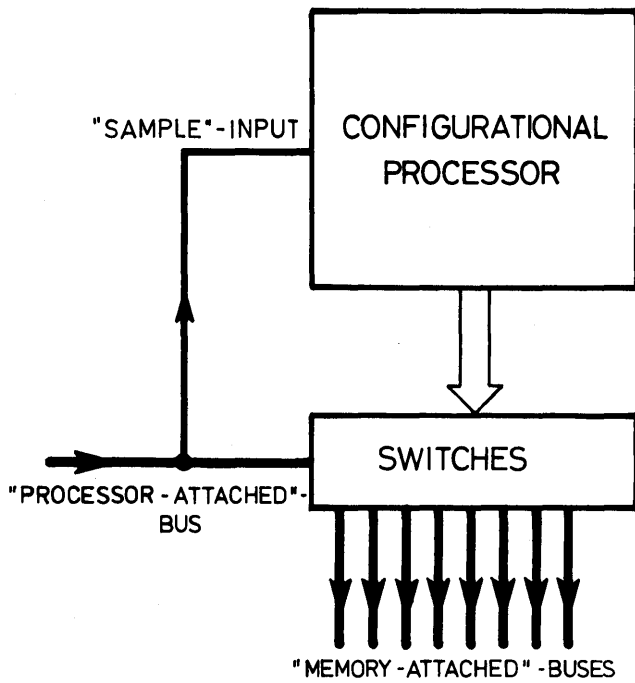 "SAMPLE"-INPUT
CONFIGURATIONAL
PROCESSOR
SWITCHES
"PROCESSOR-ATTACHED"-
BUS
"MEMORY-ATTACHED"-BUSES